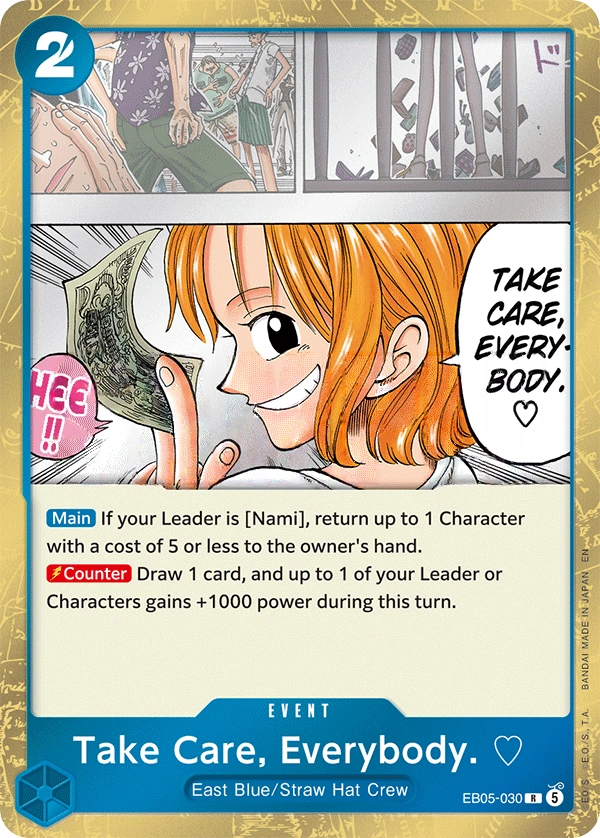 2
TAKE
CARE,
EVERY-
BODY.
♡
HEE
!!
Main If your Leader is [Nami], return up to 1 Character
with a cost of 5 or less to the owner's hand.
⚡Counter Draw 1 card, and up to 1 of your Leader or
Characters gains +1000 power during this turn.
EVENT
Take Care, Everybody. ♡
East Blue/Straw Hat Crew
EB05-030 R 5
E.O.S. ©E.O./S., T.A. BANDAI MADE IN JAPAN EN